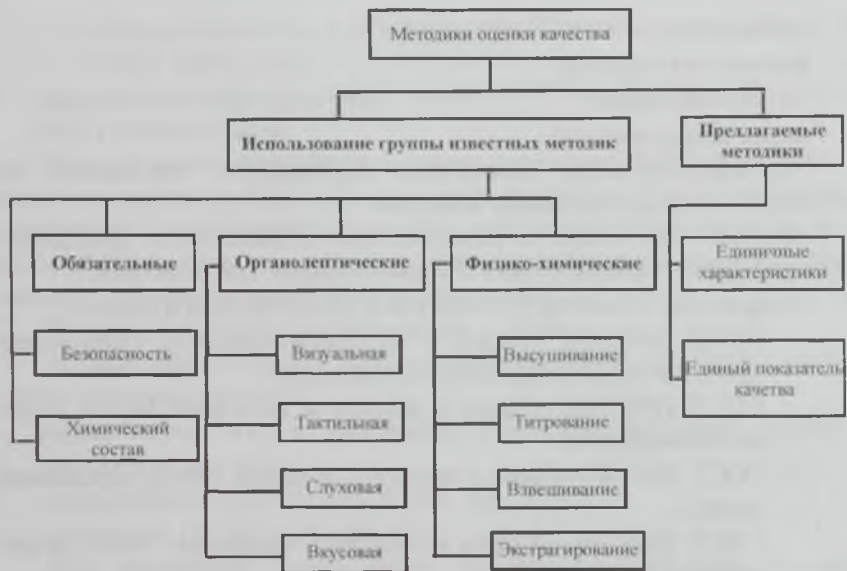 Методики оценки качества
Использование группы известных методик
Предлагаемые
методики
Обязательные
Органолептические
Физико-химические
Единичные
характеристики
Безопасность
Визуальная
Высушивание
Единый показатель
качетва
Химический
состав
Тактильная
Титрование
Слуховая
Взвешивание
Вкусовая
Экстрагирование